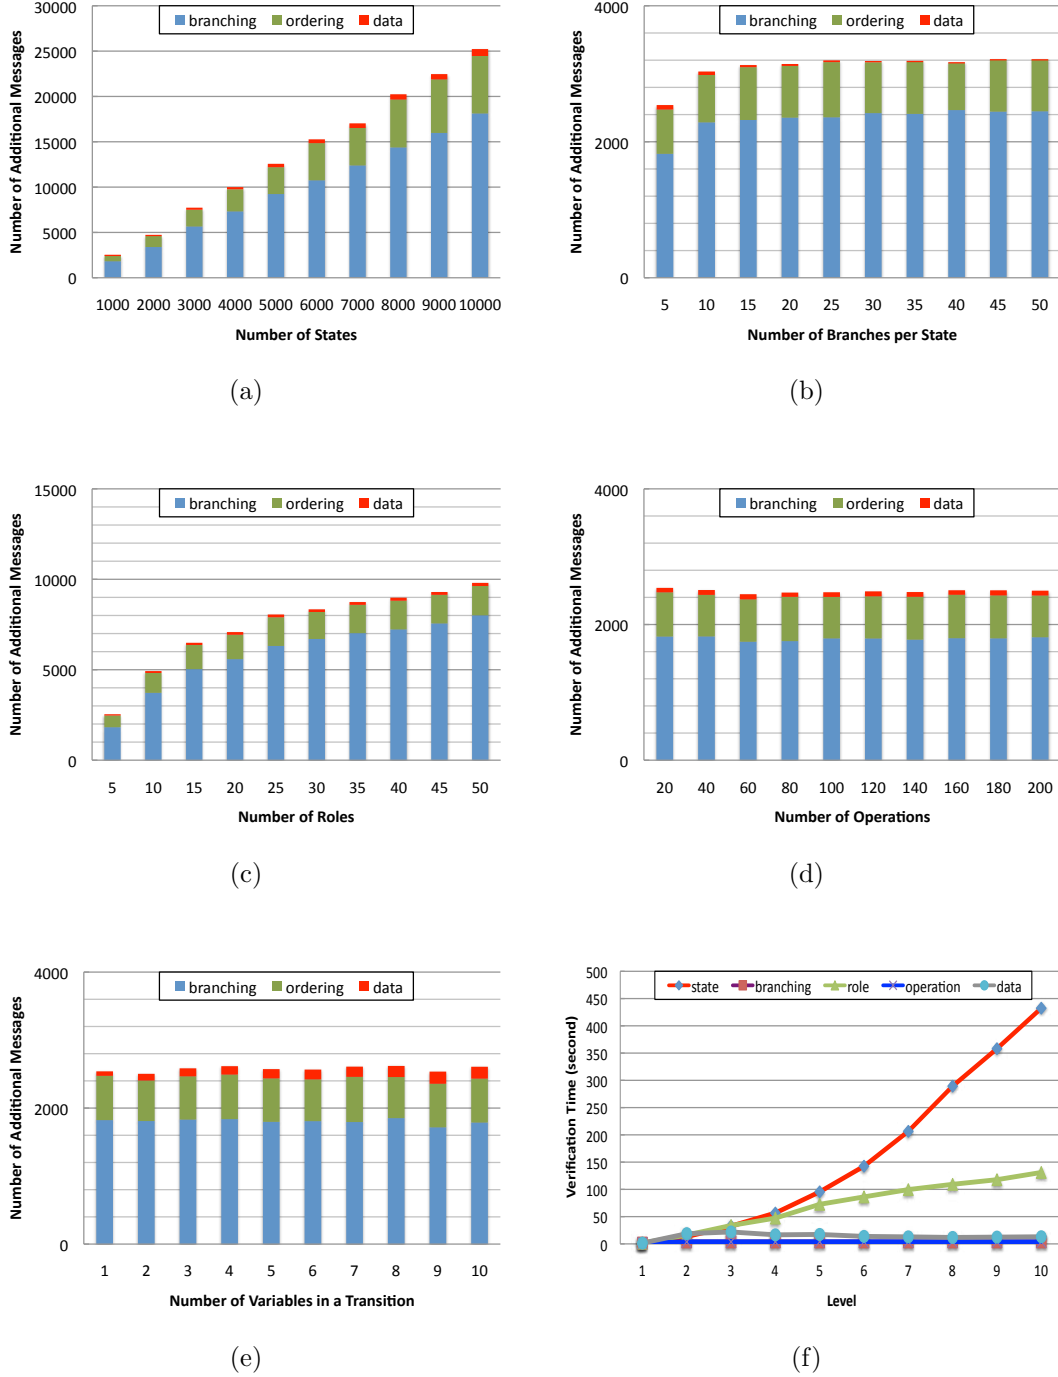 branching ordering data
Number of Additional Messages
30000
25000
20000
15000
10000
5000
0
1000 2000 3000 4000 5000 6000 7000 8000 9000 10000
Number of States
(a)
branching ordering data
Number of Additional Messages
4000
2000
0
5 10 15 20 25 30 35 40 45 50
Number of Branches per State
(b)
branching ordering data
Number of Additional Messages
15000
10000
5000
0
5 10 15 20 25 30 35 40 45 50
Number of Roles
(c)
branching ordering data
Number of Additional Messages
4000
2000
0
20 40 60 80 100 120 140 160 180 200
Number of Operations
(d)
branching ordering data
Number of Additional Messages
4000
2000
0
1 2 3 4 5 6 7 8 9 10
Number of Variables in a Transition
(e)
state branching role operation data
Verification Time (second)
500
450
400
350
300
250
200
150
100
50
0
1 2 3 4 5 6 7 8 9 10
Level
(f)